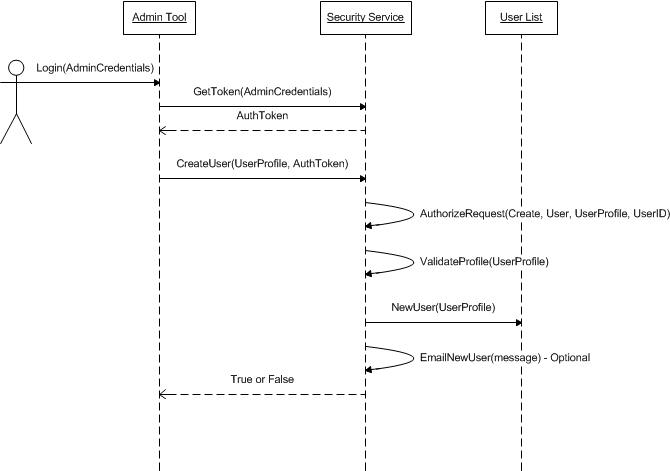 Admin Tool
Security Service
User List
Login(AdminCredentials)
GetToken(AdminCredentials)
AuthToken
CreateUser(UserProfile, AuthToken)
AuthorizeRequest(Create, User, UserProfile, UserID)
ValidateProfile(UserProfile)
NewUser(UserProfile)
EmailNewUser(message) - Optional
True or False